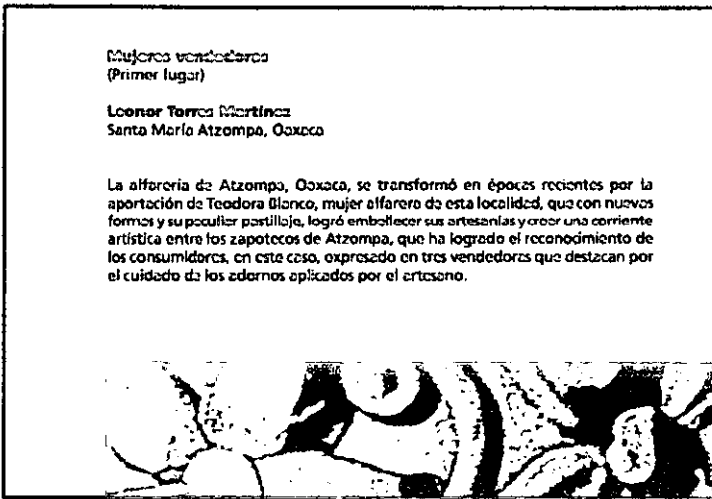 Mujeres vendedoras
(Primer lugar)
Leonor Torres Martínez
Santa María Atzompa, Oaxaca
La alfarería de Atzompa, Oaxaca, se transformó en épocas recientes por la
aportación de Teodora Blanco, mujer alfarera de esta localidad, que con nuevas
formas y su peculiar pastillaje, logró embellecer sus artesanías y crear una corriente
artística entre los zapotecos de Atzompa, que ha logrado el reconocimiento de
los consumidores, en este caso, expresado en tres vendedoras que destacan por
el cuidado de los adornos aplicados por el artesano.